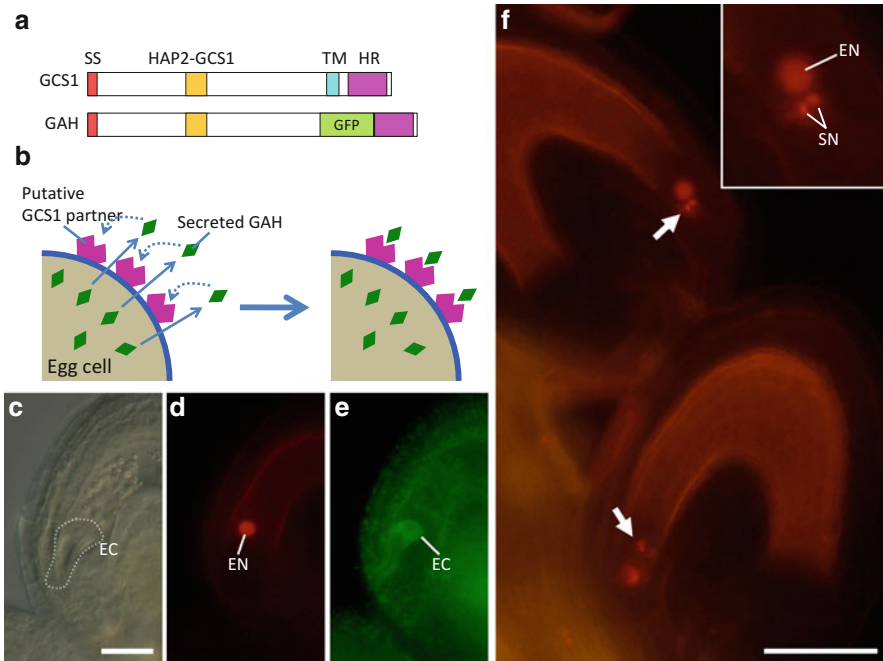 a
SS HAP2-GCS1 TM HR
GCS1
GAH GFP
b
Putative
GCS1 partner
Secreted GAH
Egg cell
c
EC
d
EN
e
EC
f
EN
SN